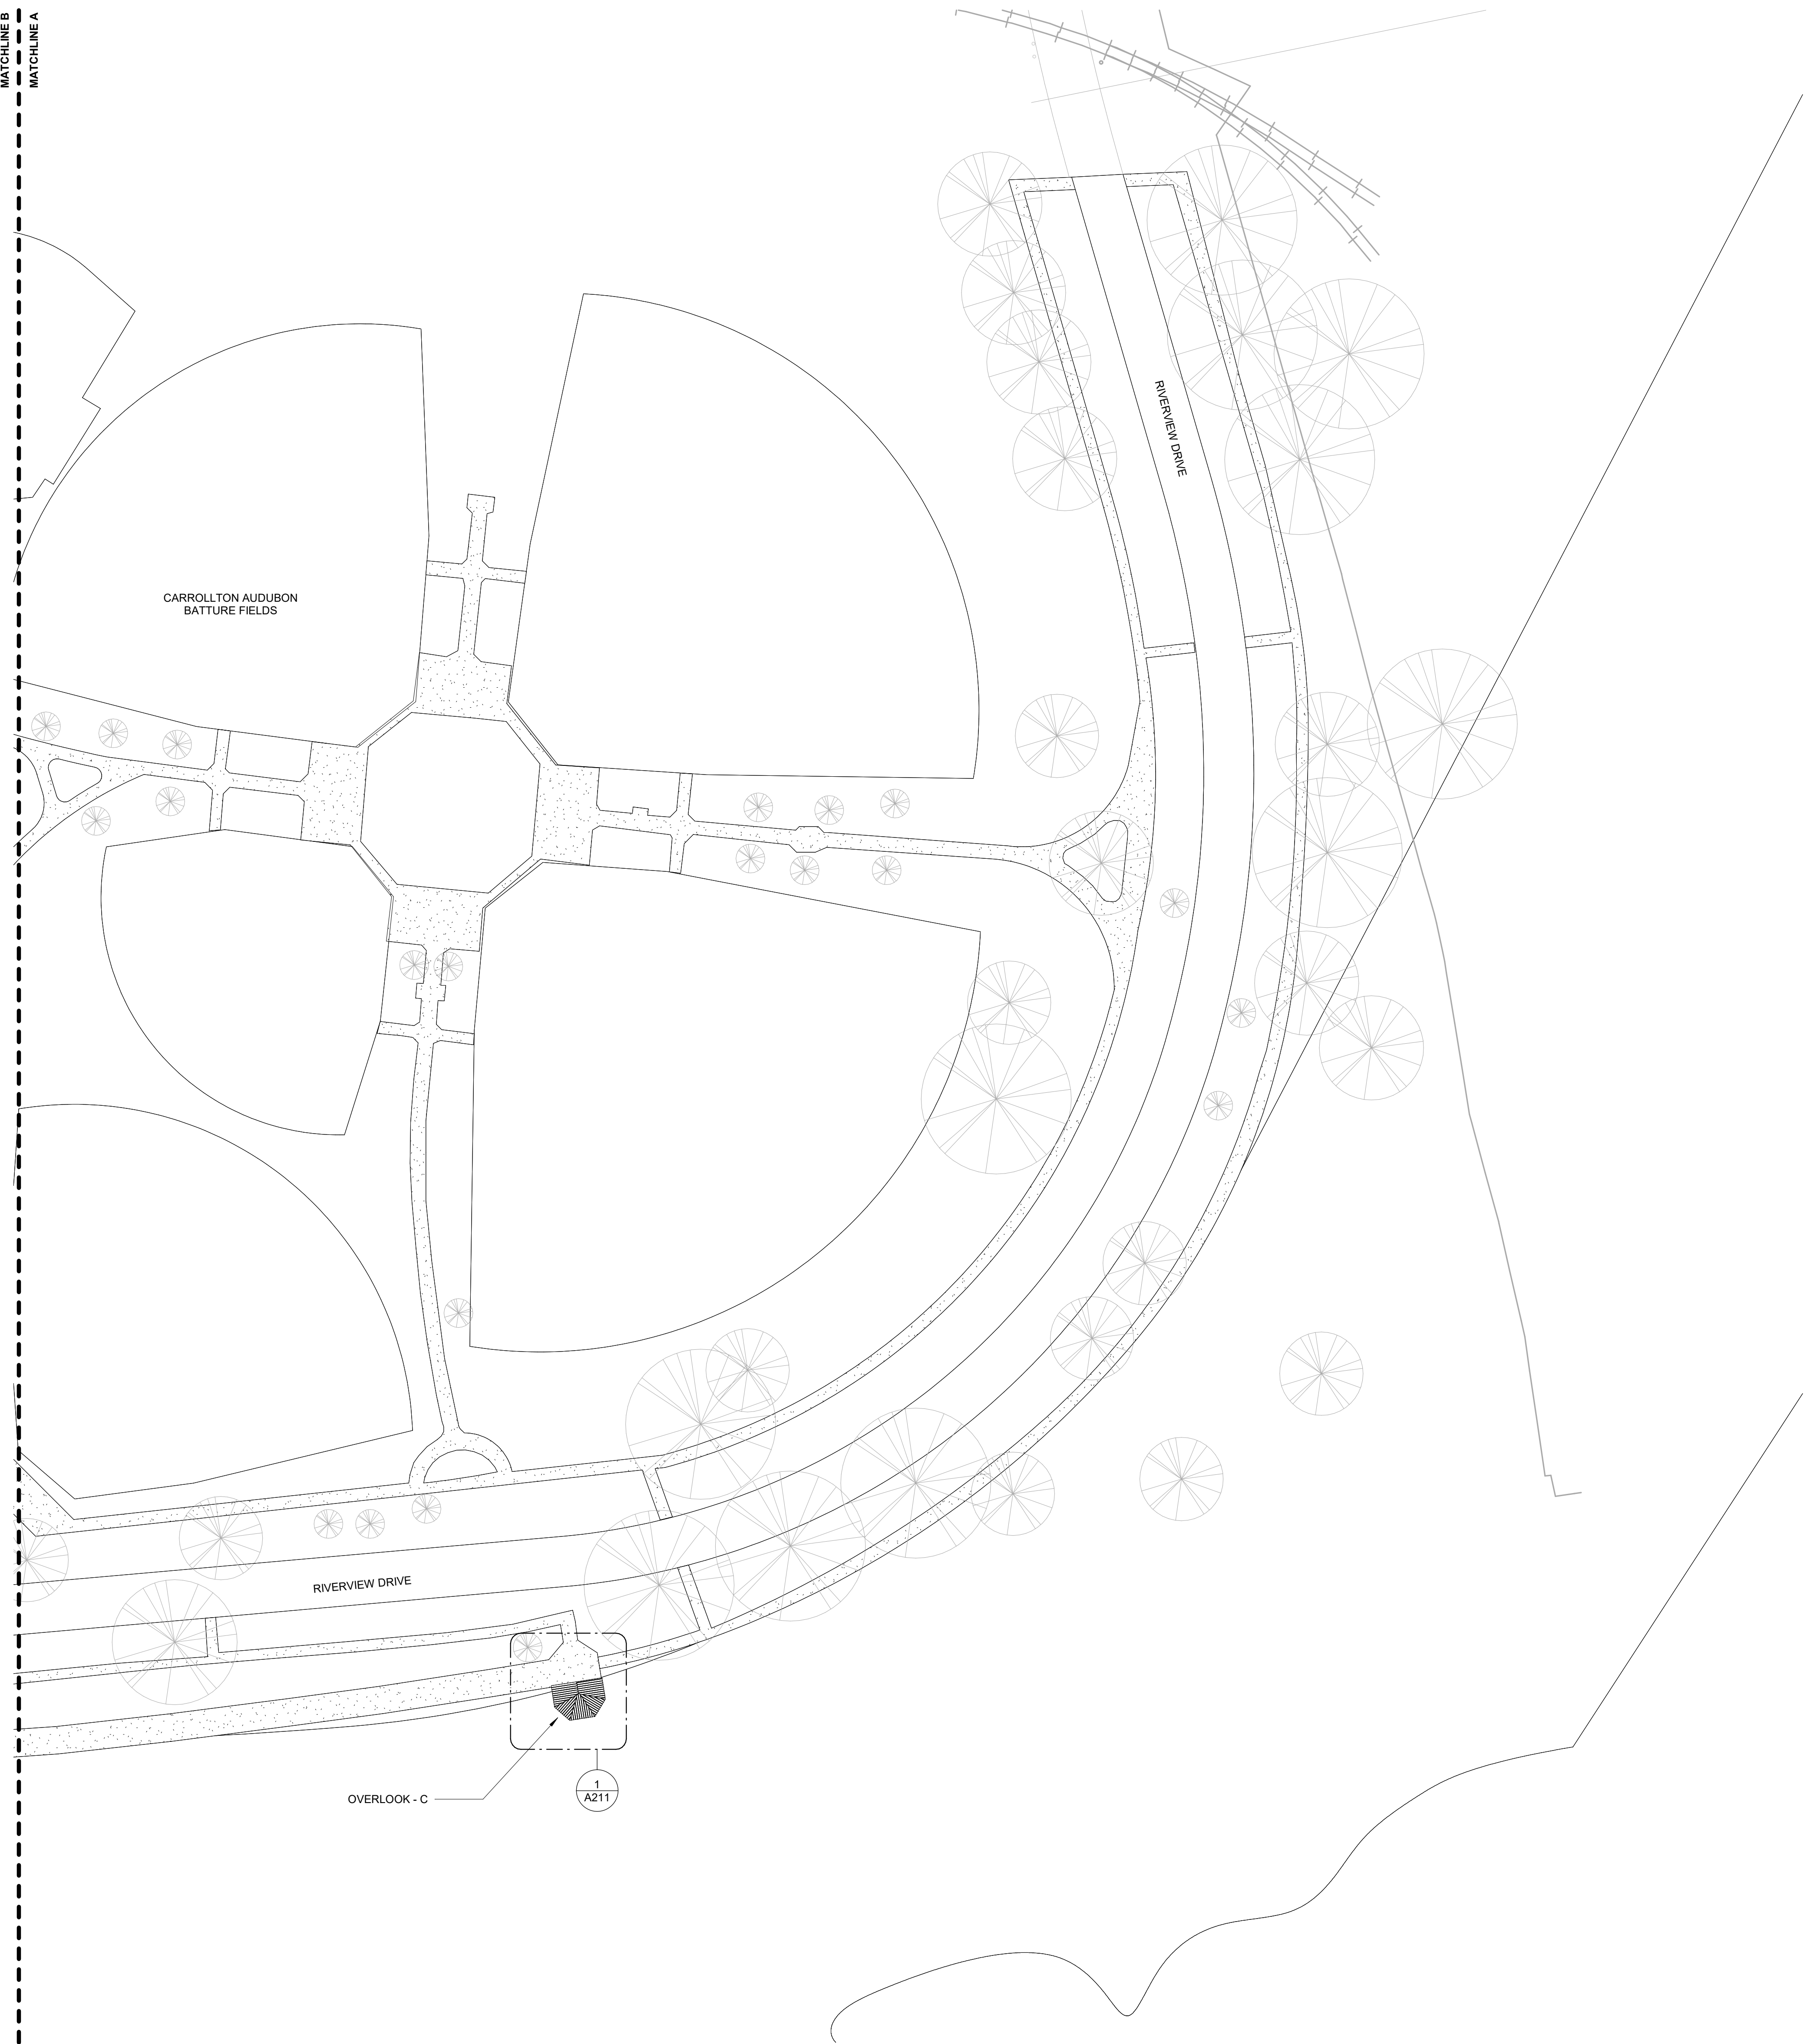 MATCHLINE B
MATCHLINE A
RIVERVIEW DRIVE
CARROLLTON AUDUBON
BATTURE FIELDS
RIVERVIEW DRIVE
OVERLOOK - C
1
A211